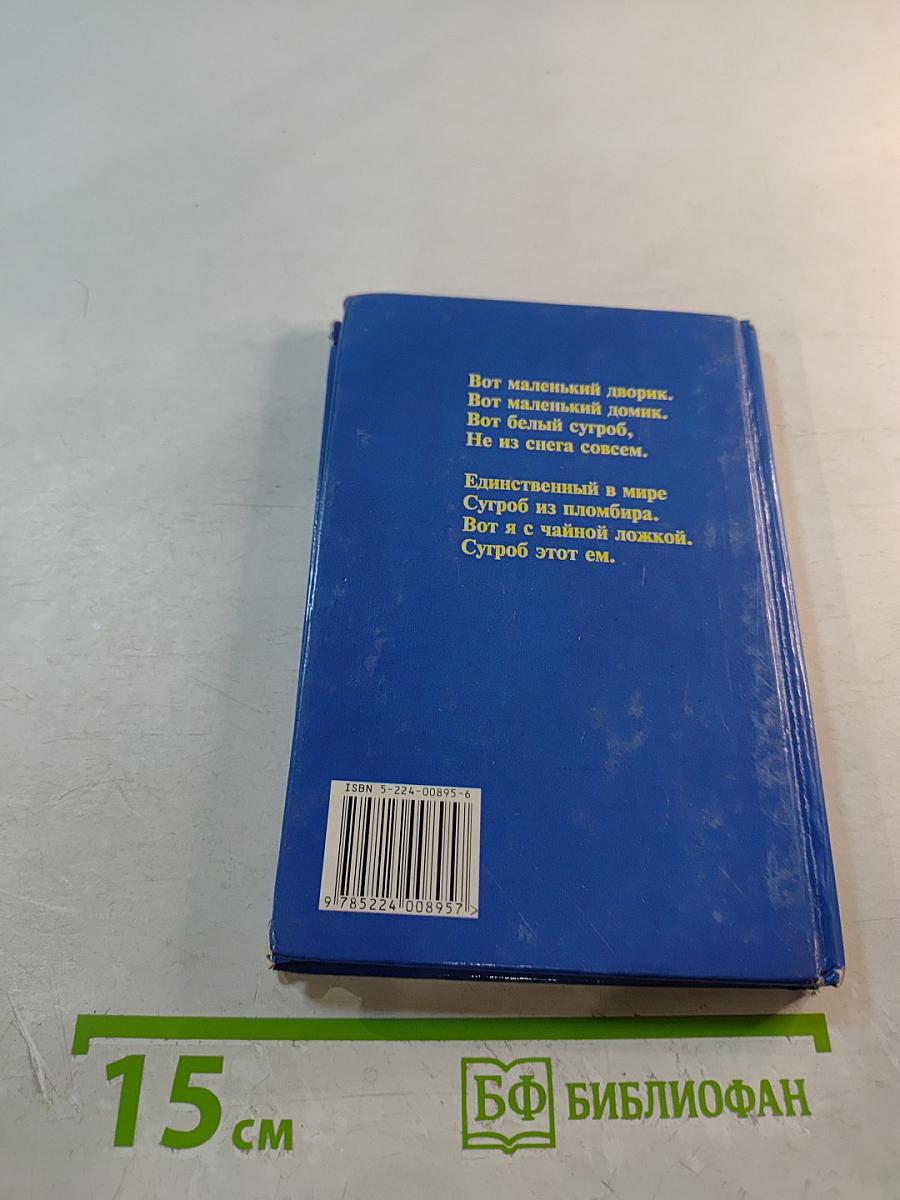 Вот маленький дворик.
Вот маленький домик.
Вот белый сугроб,
Не из снега совсем.
Единственный в мире
Сугроб из пломбира.
Вот я с чайной ложкой.
Сугроб этот ем.
ISBN 5-224-00895-6
9 785224 008957 >
15 см
БФ БИБЛИОФАН